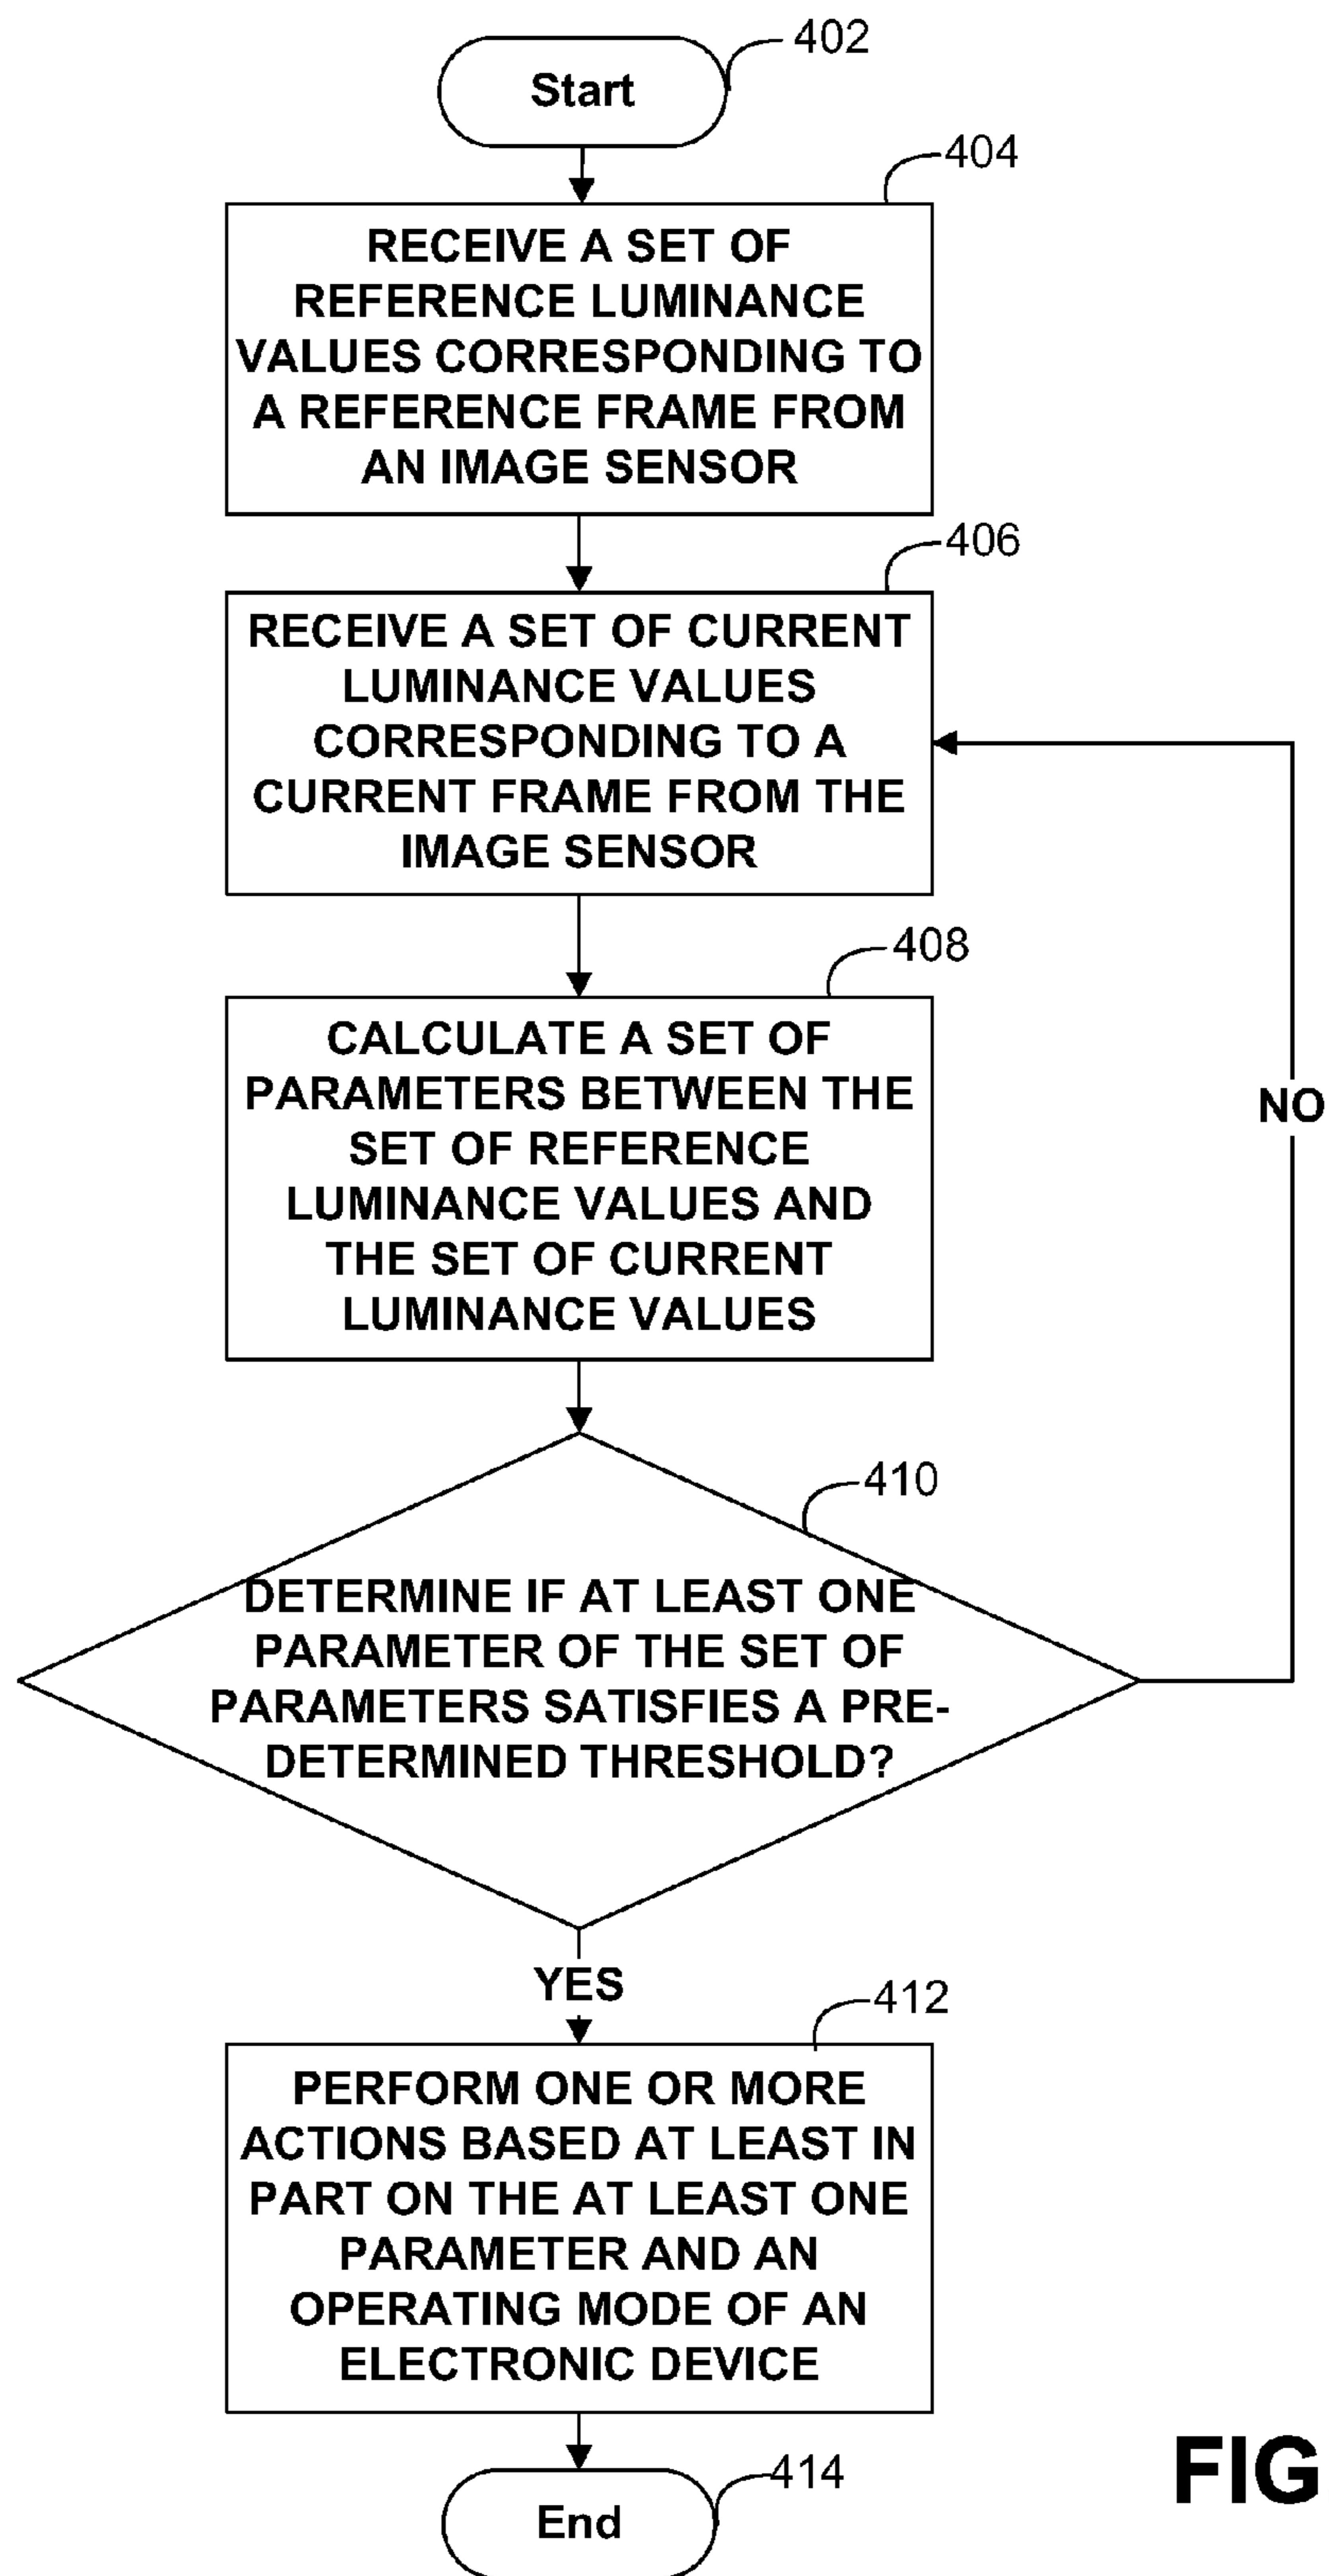 402
Start
404
RECEIVE A SET OF
REFERENCE LUMINANCE
VALUES CORRESPONDING TO
A REFERENCE FRAME FROM
AN IMAGE SENSOR
406
RECEIVE A SET OF CURRENT
LUMINANCE VALUES
CORRESPONDING TO A
CURRENT FRAME FROM THE
IMAGE SENSOR
408
CALCULATE A SET OF
PARAMETERS BETWEEN THE
SET OF REFERENCE
LUMINANCE VALUES AND
THE SET OF CURRENT
LUMINANCE VALUES
NO
410
DETERMINE IF AT LEAST ONE
PARAMETER OF THE SET OF
PARAMETERS SATISFIES A PRE-
DETERMINED THRESHOLD?
YES
412
PERFORM ONE OR MORE
ACTIONS BASED AT LEAST IN
PART ON THE AT LEAST ONE
PARAMETER AND AN
OPERATING MODE OF AN
ELECTRONIC DEVICE
414
End
FIG